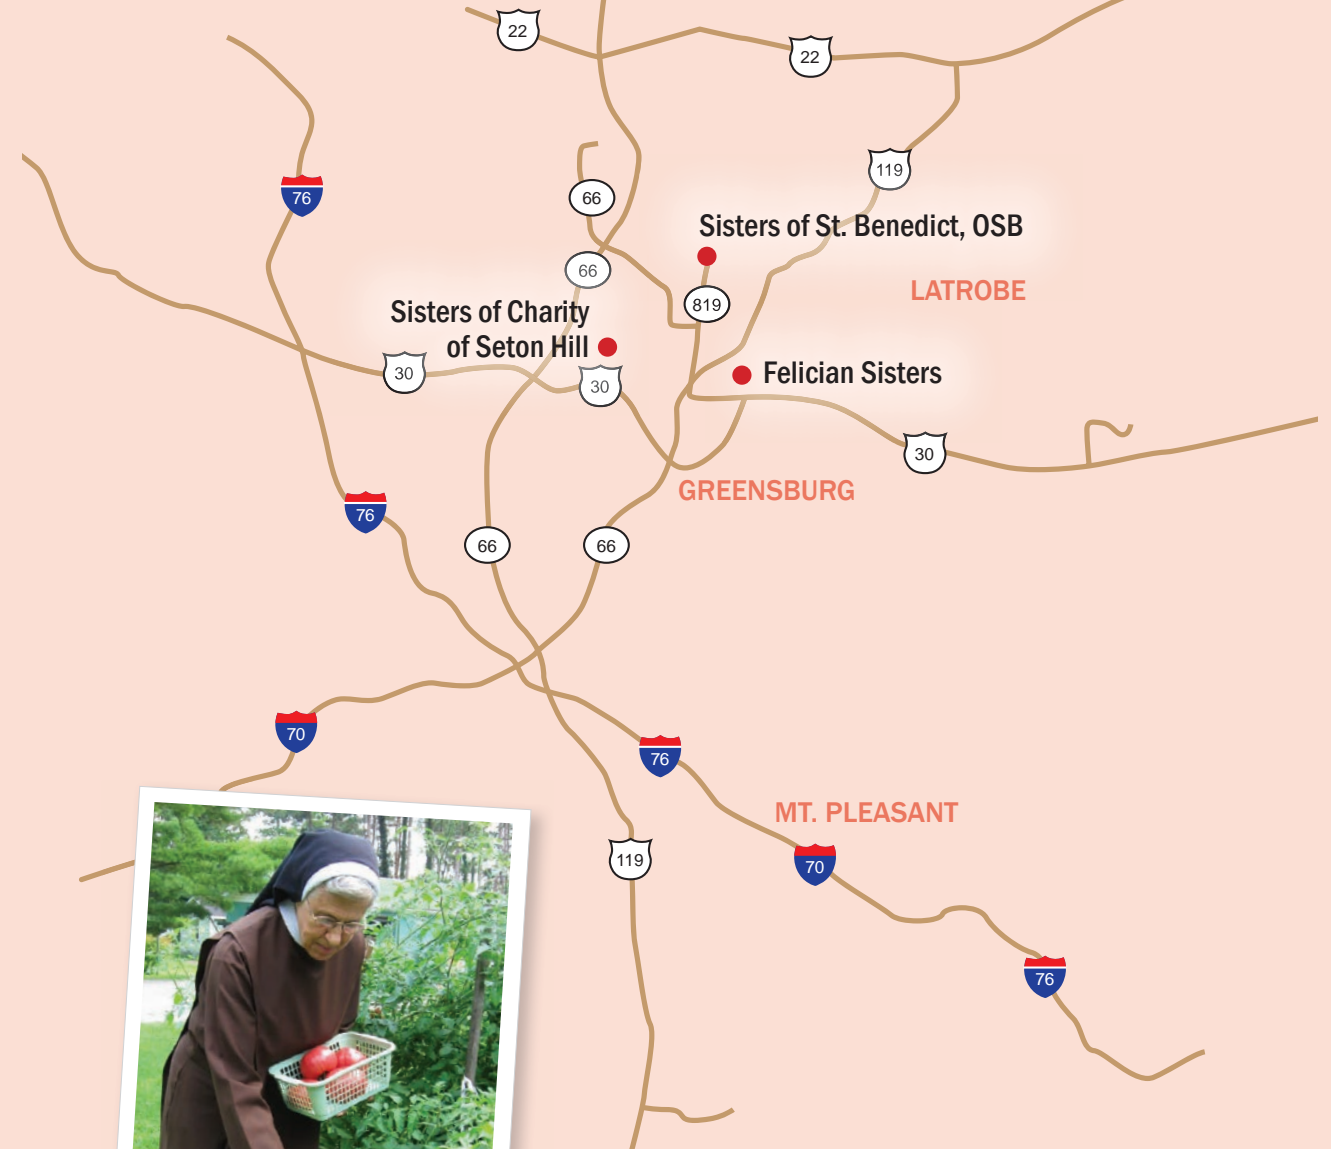 22
22
119
76
66
Sisters of St. Benedict, OSB
66
LATROBE
819
Sisters of Charity
of Seton Hill
30
30
Felician Sisters
30
GREENSBURG
76
66
66
70
76
MT. PLEASANT
119
70
76